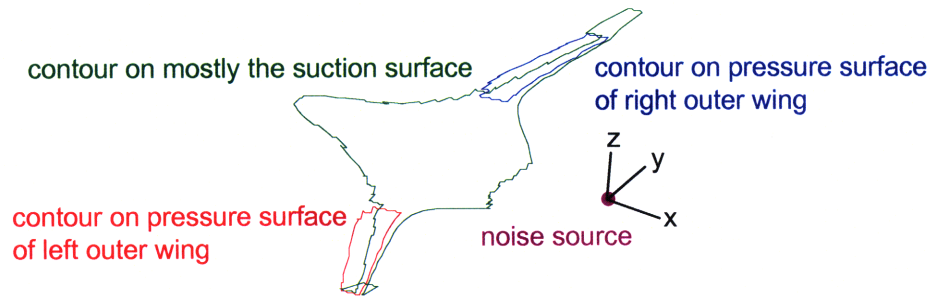 contour on mostly the suction surface
contour on pressure surface
of right outer wing
z
y
x
contour on pressure surface
of left outer wing
noise source